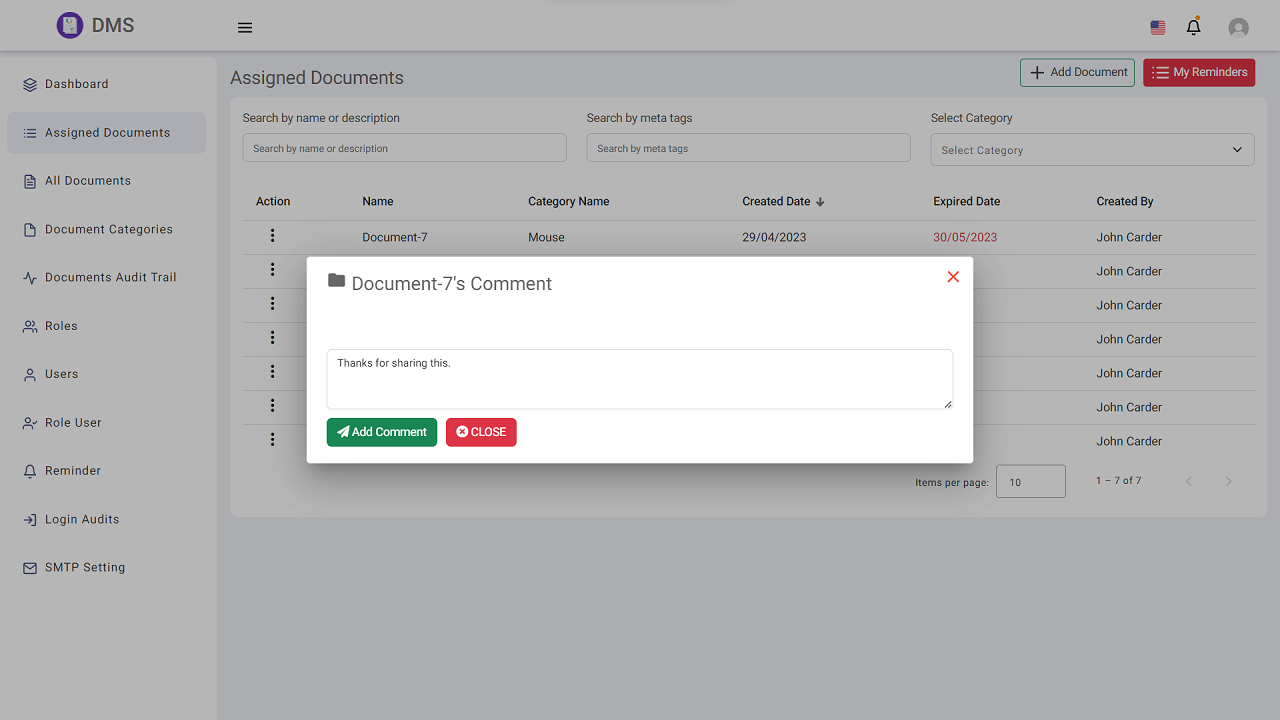 DMS
Dashboard
Assigned Documents
All Documents
Document Categories
Documents Audit Trail
Roles
Users
Role User
Reminder
Login Audits
SMTP Setting
Assigned Documents
Add Document
My Reminders
Search by name or description
Search by meta tags
Select Category
Search by name or description
Search by meta tags
Select Category
Action Name Category Name Created Date Expired Date Created By
Document-7 Mouse 29/04/2023 30/05/2023 John Carder
John Carder
John Carder
John Carder
John Carder
John Carder
John Carder
Document-7's Comment
Thanks for sharing this.
Add Comment
CLOSE
Items per page: 10 1 – 7 of 7